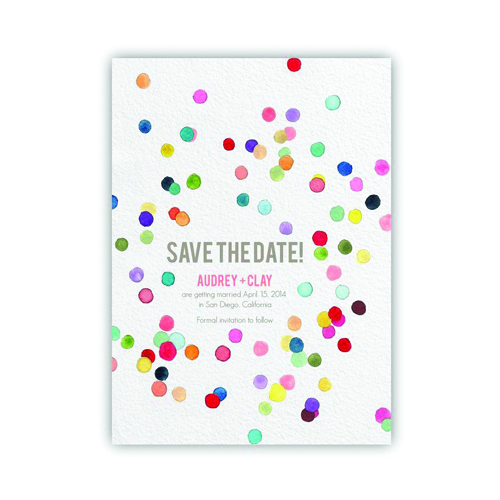 SAVE THE DATE!
AUDREY + CLAY
are getting married April 15, 2014
in San Diego, California
Formal invitation to follow